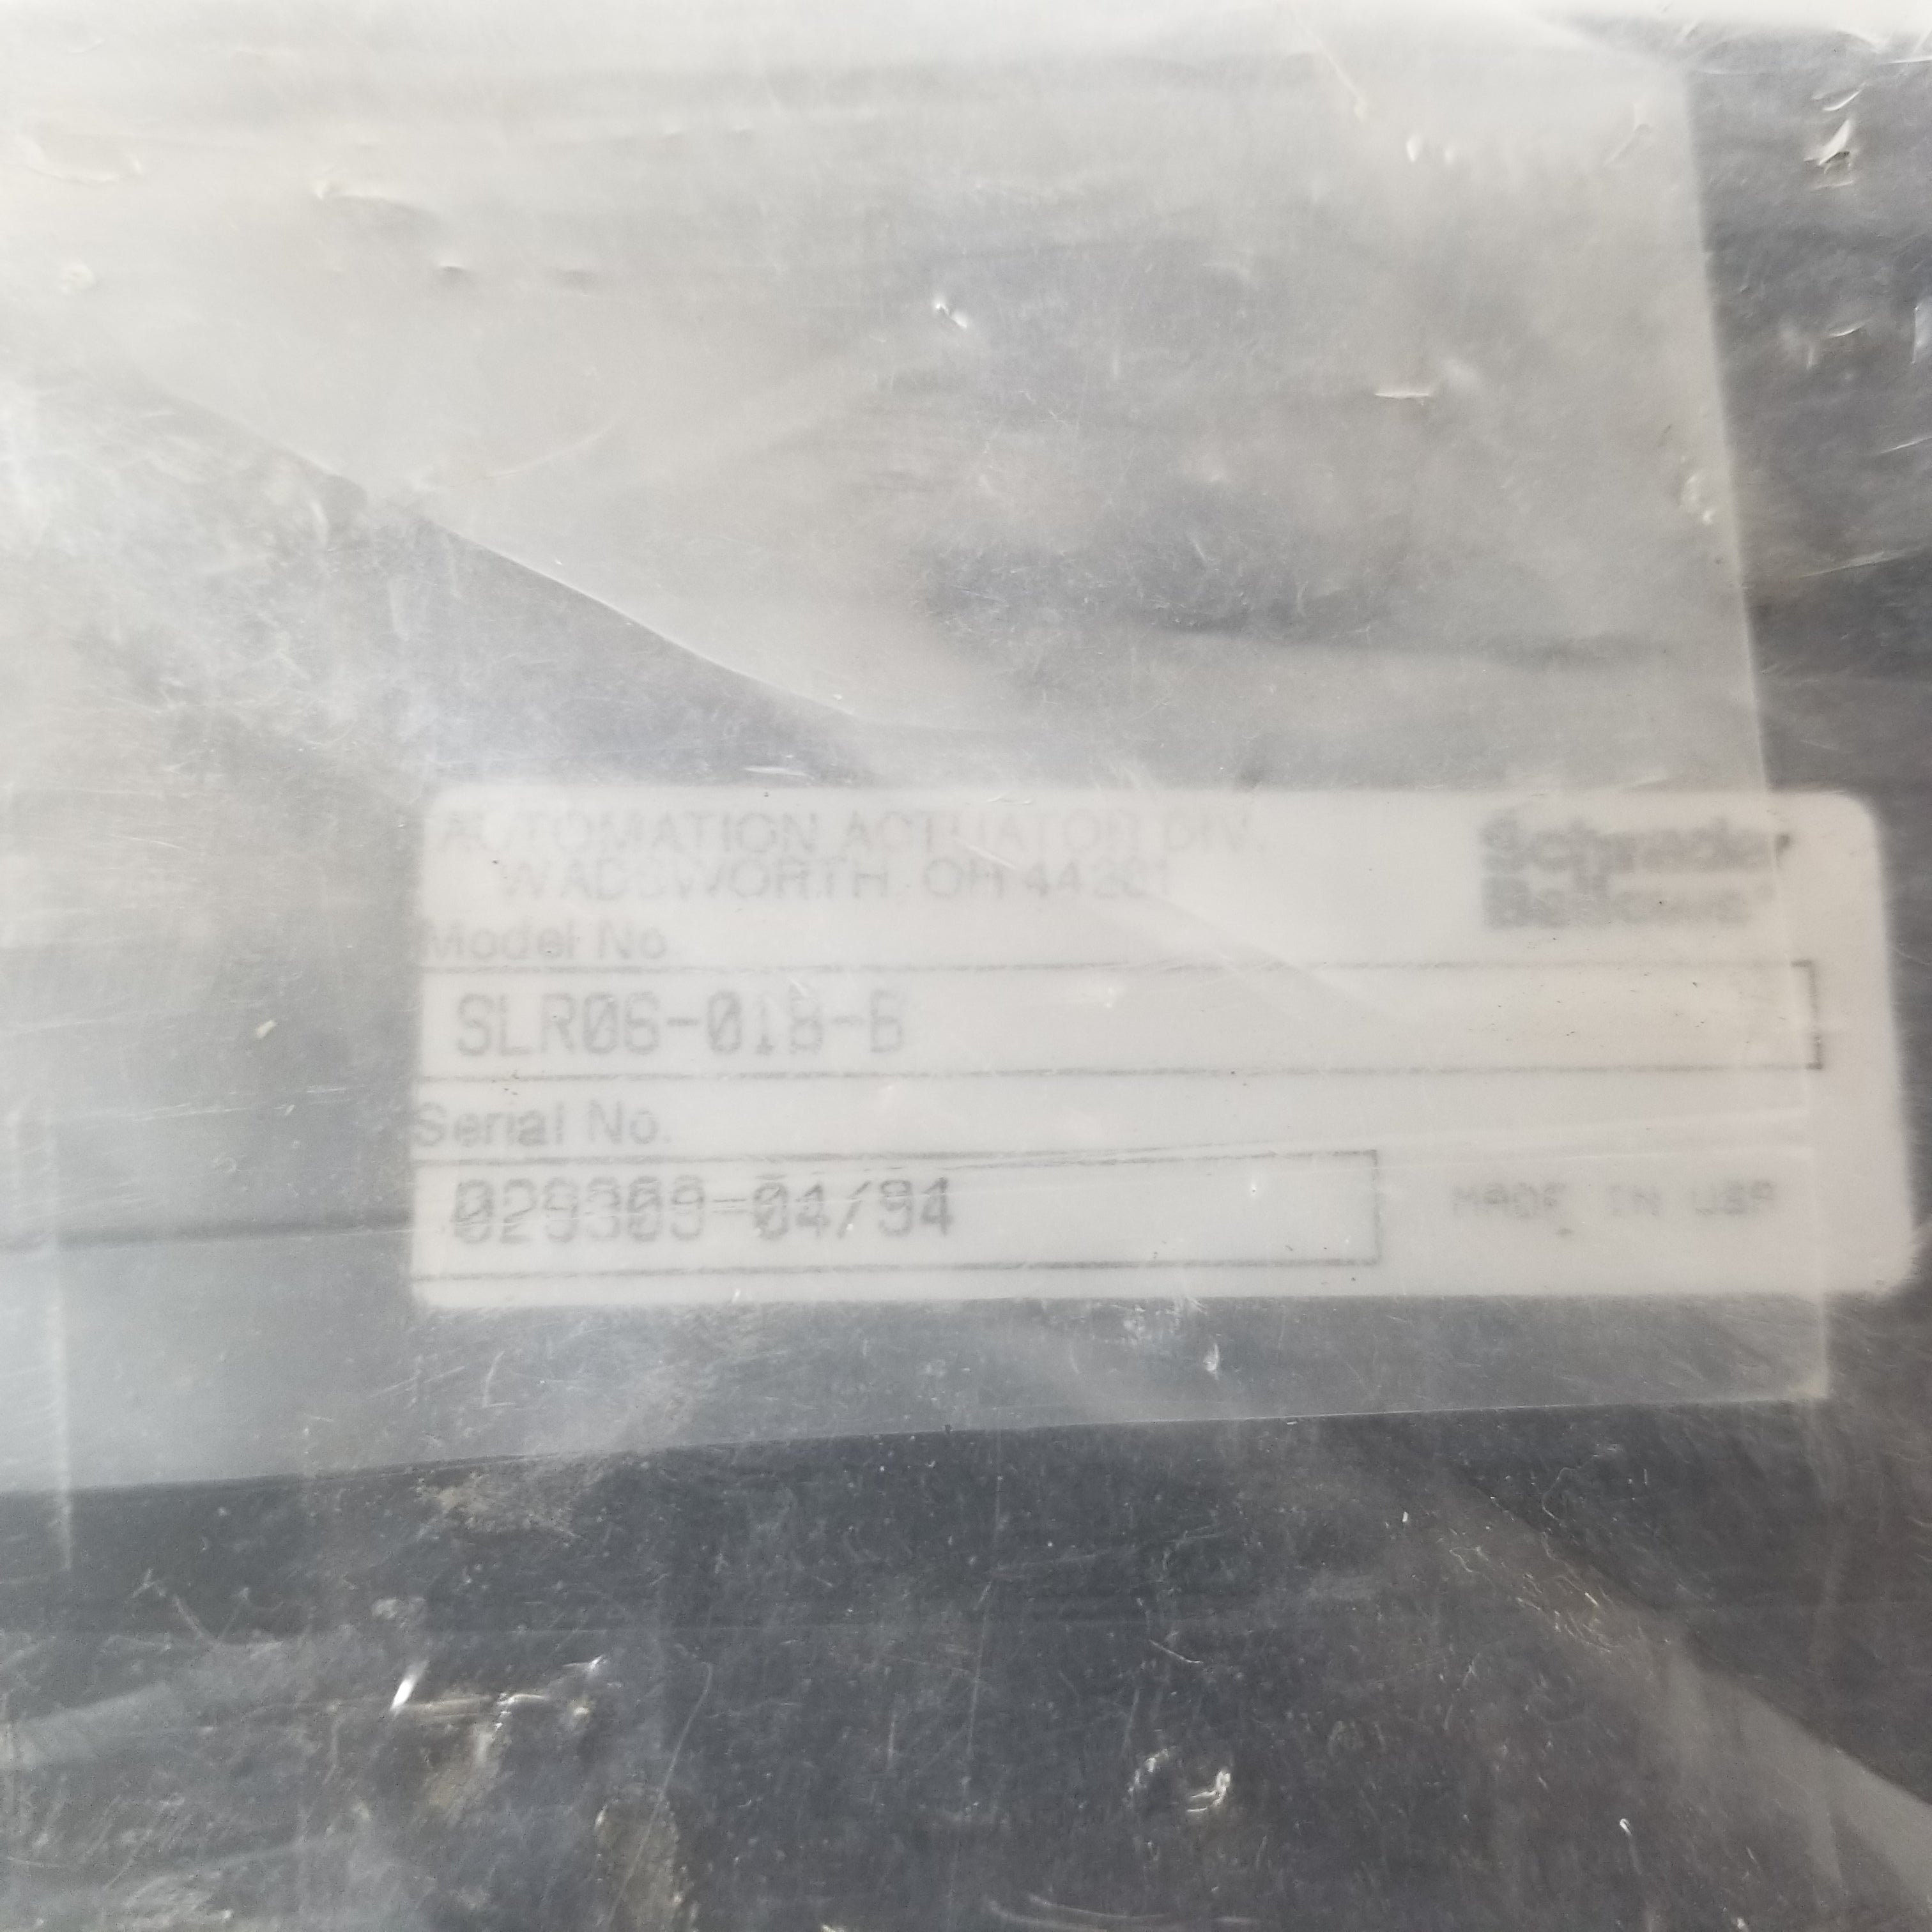 AUTOMATION ACTUATOR DIV.
WADSWORTH, OH 44281
Schrader
Bellows
Model No.
SLR06-01B-B
Serial No.
029309-04/94
MADE IN USA